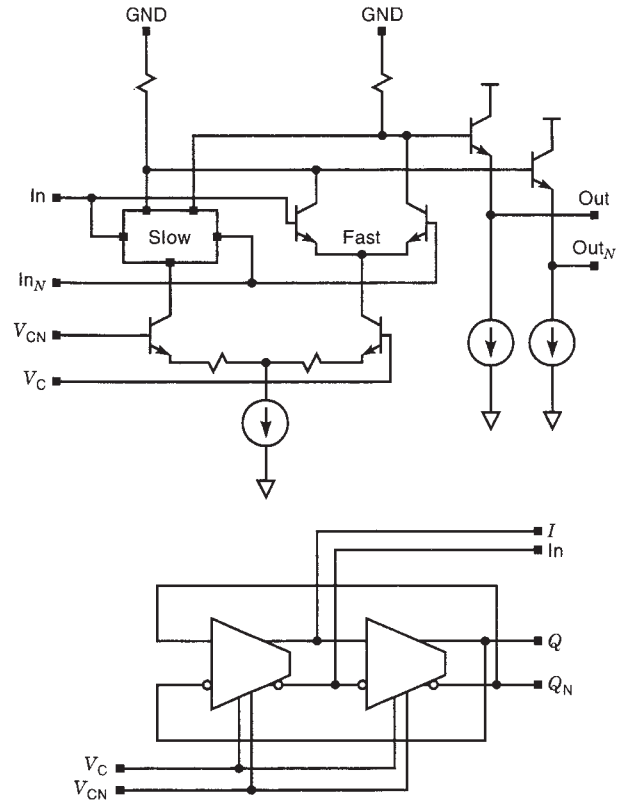 GND
GND
In
Slow
Fast
Out
Out_N
In_N
V_CN
V_C
I
In
Q
Q_N
V_C
V_CN